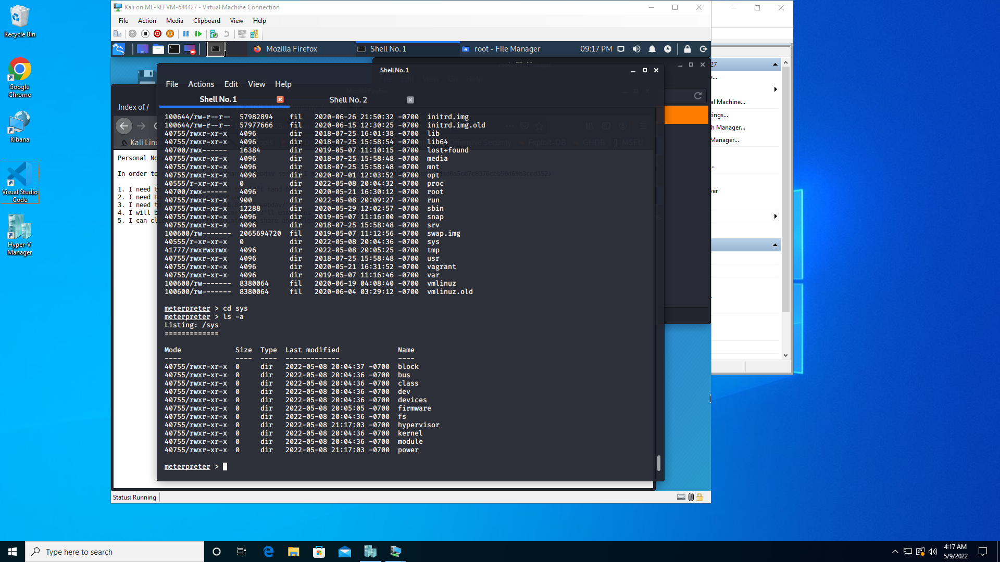 Recycle Bin
Google Chrome
Kibana
Visual Studio Code
Hyper-V Manager
Kali on ML-REFVM-684427 - Virtual Machine Connection
File Action Media Clipboard View Help
Mozilla Firefox
Shell No. 1
root - File Manager
09:17 PM
Shell No. 1
File Actions Edit View Help
Shell No. 1
Shell No. 2
100644/rw-r--r-- 57982894 fil 2020-06-26 21:50:32 -0700 initrd.img
100644/rw-r--r-- 57977666 fil 2020-06-15 12:30:25 -0700 initrd.img.old
40755/rwxr-xr-x 4096 dir 2018-07-25 16:01:38 -0700 lib
40755/rwxr-xr-x 4096 dir 2018-07-25 15:58:54 -0700 lib64
40700/rwx------ 16384 dir 2019-05-07 11:10:15 -0700 lost+found
40755/rwxr-xr-x 4096 dir 2018-07-25 15:58:48 -0700 media
40755/rwxr-xr-x 4096 dir 2018-07-25 15:58:48 -0700 mnt
40755/rwxr-xr-x 4096 dir 2020-07-01 12:03:52 -0700 opt
40555/r-xr-xr-x 0 dir 2022-05-08 20:04:32 -0700 proc
40700/rwx------ 4096 dir 2020-05-21 16:30:12 -0700 root
40755/rwxr-xr-x 900 dir 2022-05-08 20:09:27 -0700 run
40755/rwxr-xr-x 12288 dir 2020-05-29 12:02:57 -0700 sbin
40755/rwxr-xr-x 4096 dir 2019-05-07 11:16:00 -0700 snap
40755/rwxr-xr-x 4096 dir 2018-07-25 15:58:48 -0700 srv
100600/rw------- 2065694720 fil 2019-05-07 11:12:56 -0700 swap.img
40555/r-xr-xr-x 0 dir 2022-05-08 20:04:36 -0700 sys
41777/rwxrwxrwx 4096 dir 2022-05-08 20:05:25 -0700 tmp
40755/rwxr-xr-x 4096 dir 2018-07-25 15:58:48 -0700 usr
40755/rwxr-xr-x 4096 dir 2020-05-21 16:31:52 -0700 vagrant
40755/rwxr-xr-x 4096 dir 2019-05-07 11:16:46 -0700 var
100600/rw------- 8380064 fil 2020-06-19 04:08:40 -0700 vmlinuz
100600/rw------- 8380064 fil 2020-06-04 03:29:12 -0700 vmlinuz.old
meterpreter > cd sys
meterpreter > ls -a
Listing: /sys
=============
Mode Size Type Last modified Name
---- ---- ---- ------------- ----
40755/rwxr-xr-x 0 dir 2022-05-08 20:04:37 -0700 block
40755/rwxr-xr-x 0 dir 2022-05-08 20:04:36 -0700 bus
40755/rwxr-xr-x 0 dir 2022-05-08 20:04:36 -0700 class
40755/rwxr-xr-x 0 dir 2022-05-08 20:04:36 -0700 dev
40755/rwxr-xr-x 0 dir 2022-05-08 20:04:36 -0700 devices
40755/rwxr-xr-x 0 dir 2022-05-08 20:05:05 -0700 firmware
40755/rwxr-xr-x 0 dir 2022-05-08 20:04:36 -0700 fs
40755/rwxr-xr-x 0 dir 2022-05-08 21:17:03 -0700 hypervisor
40755/rwxr-xr-x 0 dir 2022-05-08 20:04:36 -0700 kernel
40755/rwxr-xr-x 0 dir 2022-05-08 20:04:36 -0700 module
40755/rwxr-xr-x 0 dir 2022-05-08 21:17:03 -0700 power
meterpreter >
Index of /
Kali Linu
Offensive Security
Exploit-DB
GHDB
MSFU
Personal No
In order to
1. I need to
2. I need to
3. I need to
4. I will be
5. I can cl
27
e...
al Machine...
tings...
h Manager...
Manager...
...
ver
Status: Running
Type here to search
4:17 AM
5/9/2022